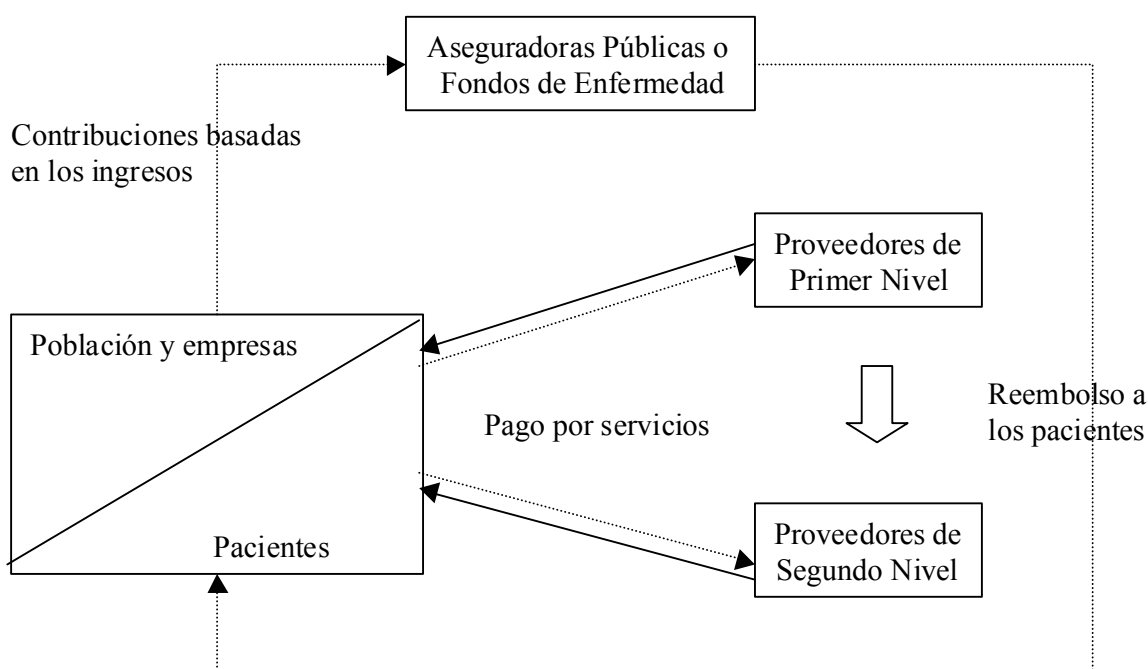 Aseguradoras Públicas o
Fondos de Enfermedad
Contribuciones basadas
en los ingresos
Proveedores de
Primer Nivel
Población y empresas
Pago por servicios
Reembolso a
los pacientes
Pacientes
Proveedores de
Segundo Nivel